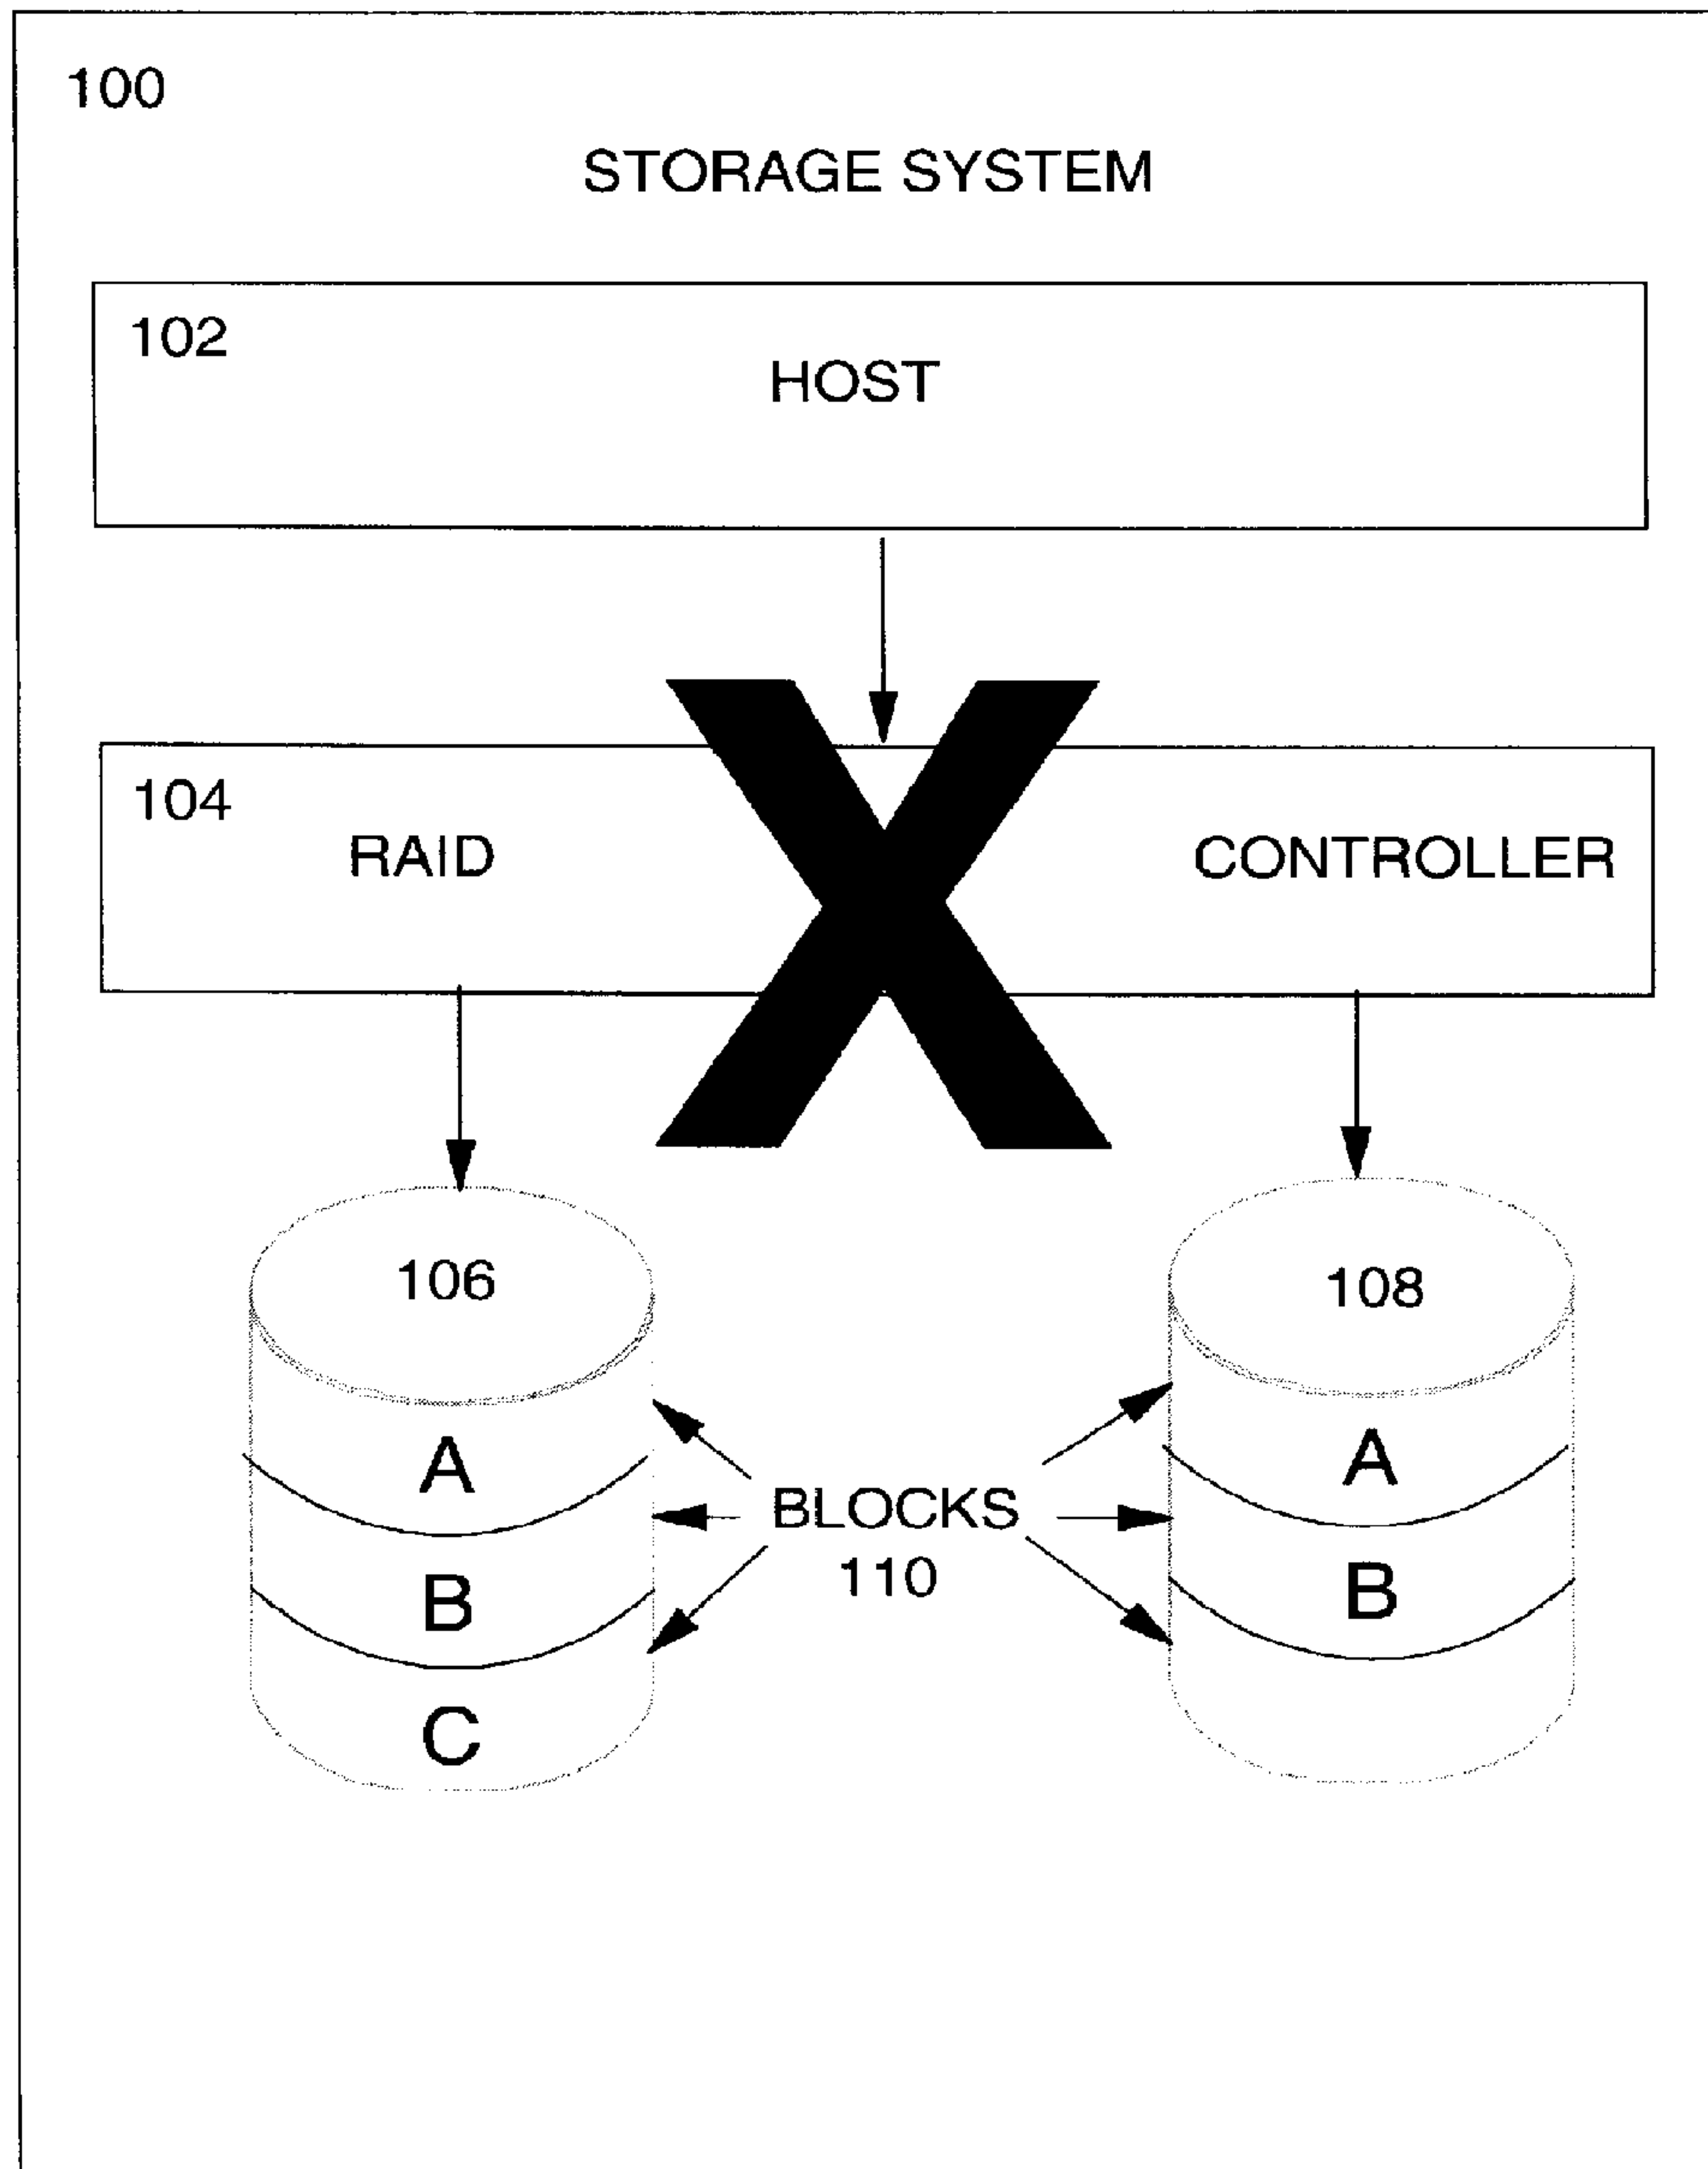 100
STORAGE SYSTEM
102
HOST
104
RAID CONTROLLER
106
108
A
A
BLOCKS
110
B
B
C